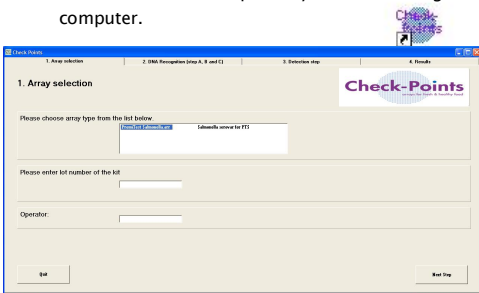 computer.
Check-Points
Check Points
1. Array selection
2. DNA Recognition (step A, B and C)
3. Detection step
4. Results
1. Array selection
Check-Points
Please choose array type from the list below.
Salmonella serovar for PTS
Please enter lot number of the kit
Operator:
Quit
Next Step